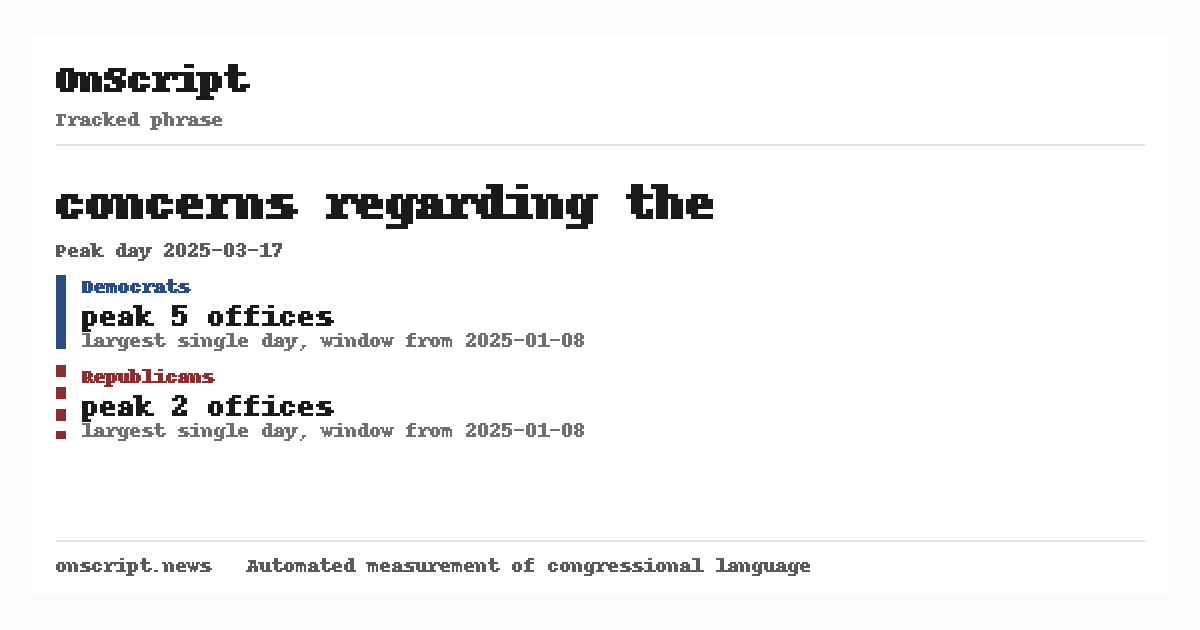 OnScript
Tracked phrase
concerns regarding the
Peak day 2025-03-17
Democrats
peak 5 offices
largest single day, window from 2025-01-08
Republicans
peak 2 offices
largest single day, window from 2025-01-08
onscript.news Automated measurement of congressional language